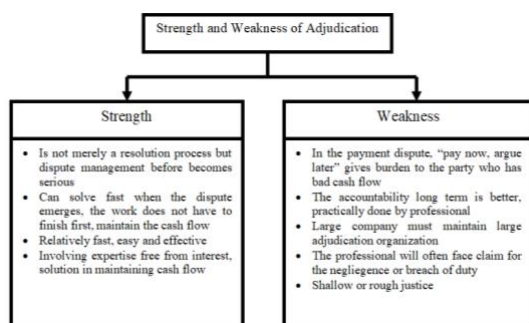 Strength and Weakness of Adjudication
Strength
• Is not merely a resolution process but
dispute management before becomes
serious
• Can solve fast when the dispute
emerges, the work does not have to
finish first, maintain the cash flow
• Relatively fast, easy and effective
• Involving expertise free from interest,
solution in maintaining cash flow
Weakness
• In the payment dispute, “pay now, argue
later” gives burden to the party who has
bad cash flow
• The accountability long term is better,
practically done by professional
• Large company must maintain large
adjudication organization
• The professional will often face claim for
the negliegence or breach of duty
• Shallow or rough justice